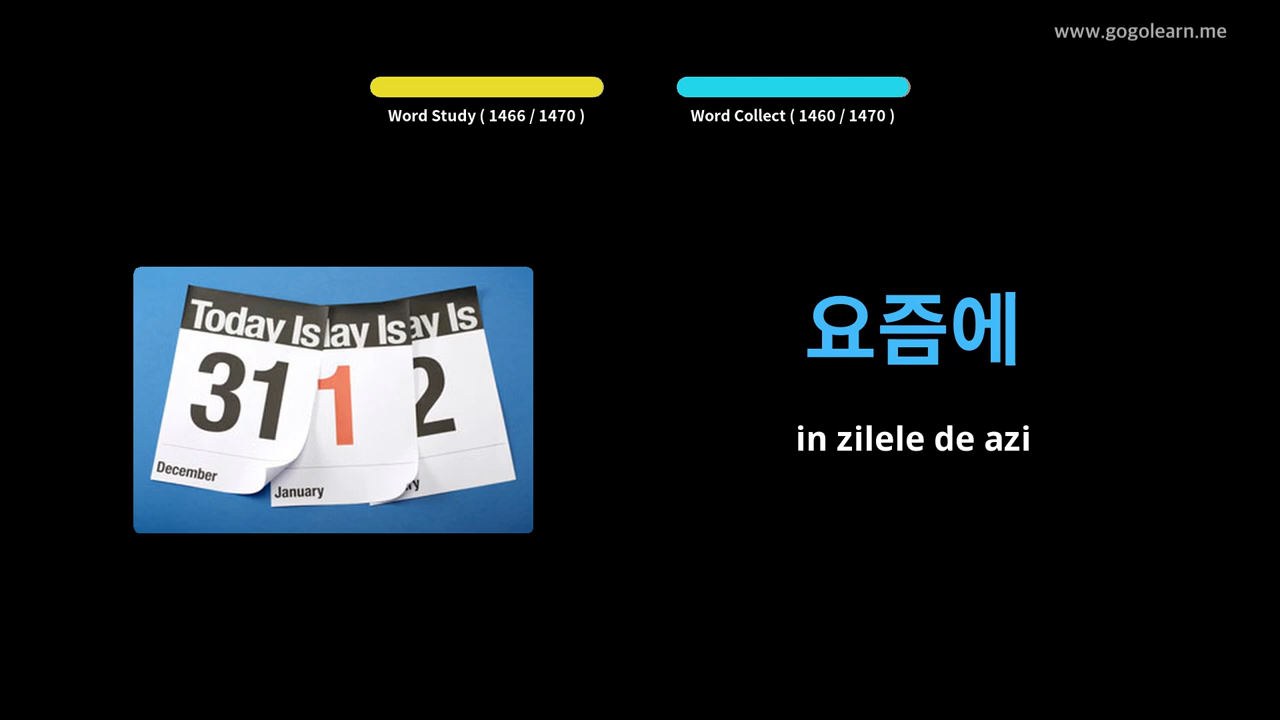 www.gogolearn.me
Word Study ( 1466 / 1470 )
Word Collect ( 1460 / 1470 )
Today Is
31
December
ay Is
1
January
ay Is
2
ry
요즘에
in zilele de azi